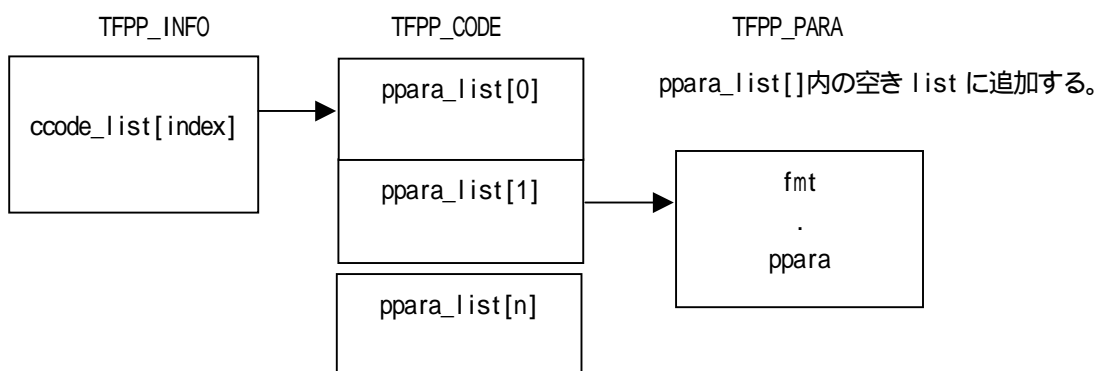 TFPP_INFO
TFPP_CODE
TFPP_PARA
ccode_list[index]
ppara_list[0]
ppara_list[]内の空き list に追加する。
ppara_list[1]
fmt
.
ppara
ppara_list[n]